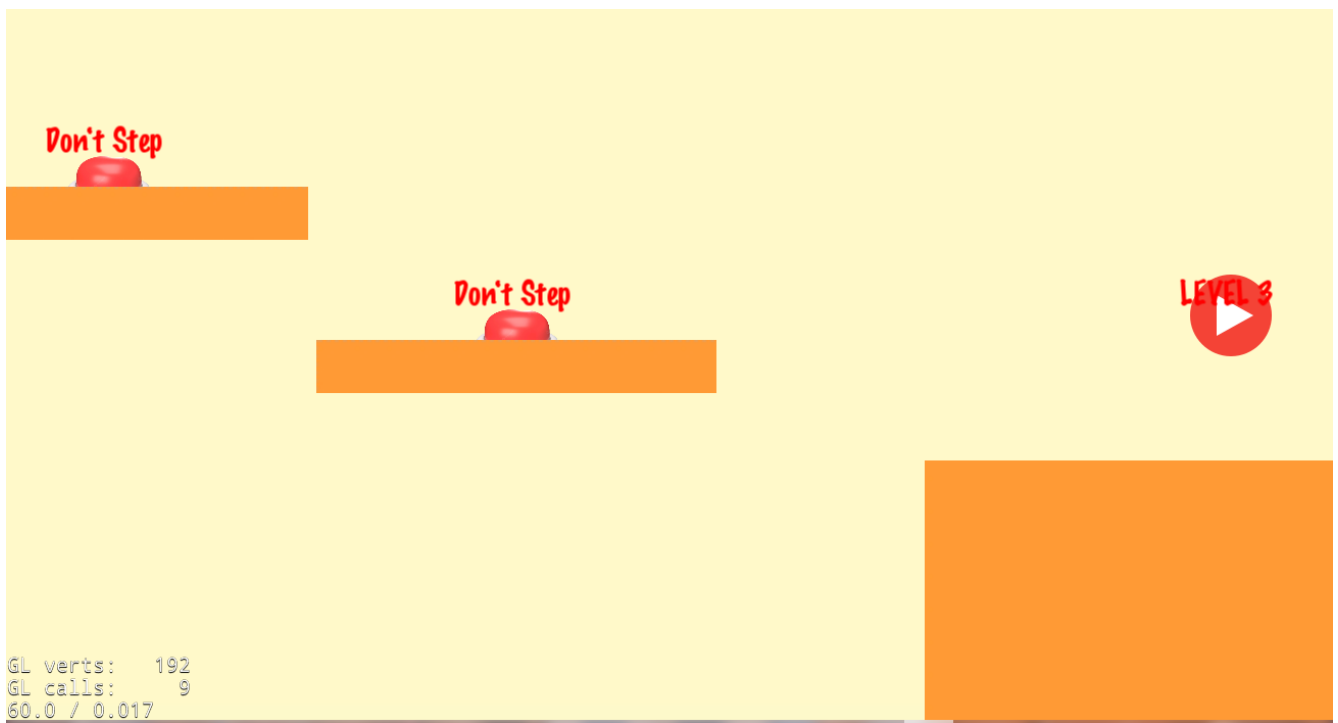 Don't Step
Don't Step
LEVEL 3
GL verts: 192
GL calls: 9
60.0 / 0.017